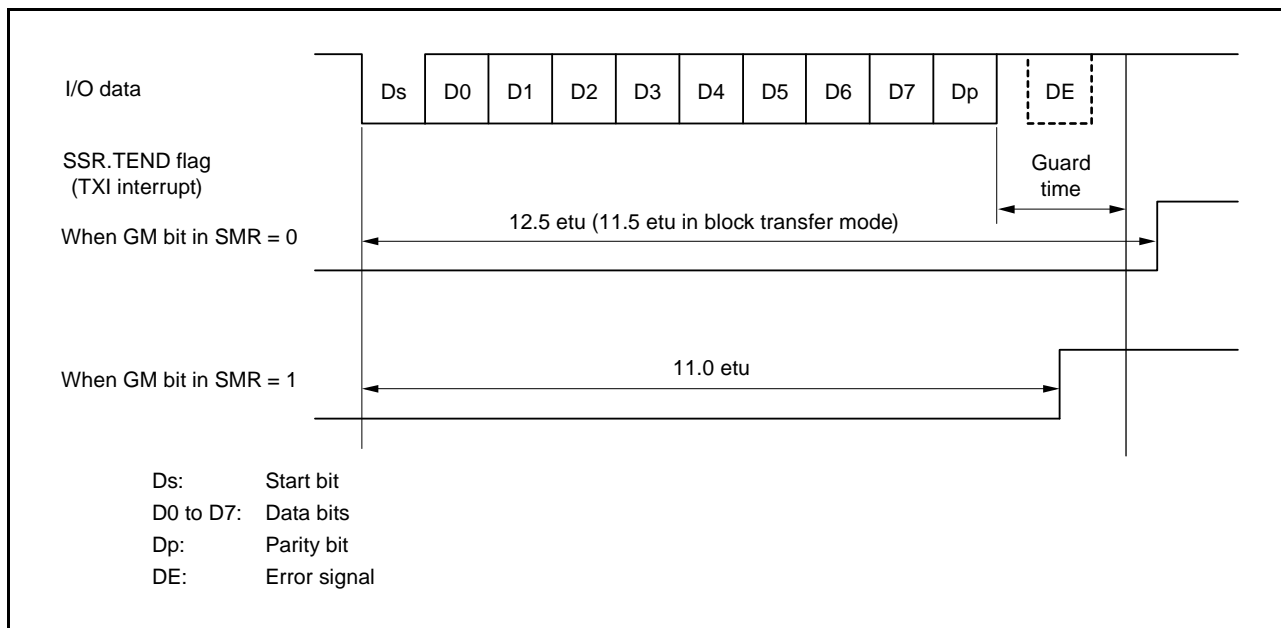 I/O data
Ds D0 D1 D2 D3 D4 D5 D6 D7 Dp DE
SSR.TEND flag
(TXI interrupt)
Guard
time
When GM bit in SMR = 0
12.5 etu (11.5 etu in block transfer mode)
When GM bit in SMR = 1
11.0 etu
Ds: Start bit
D0 to D7: Data bits
Dp: Parity bit
DE: Error signal